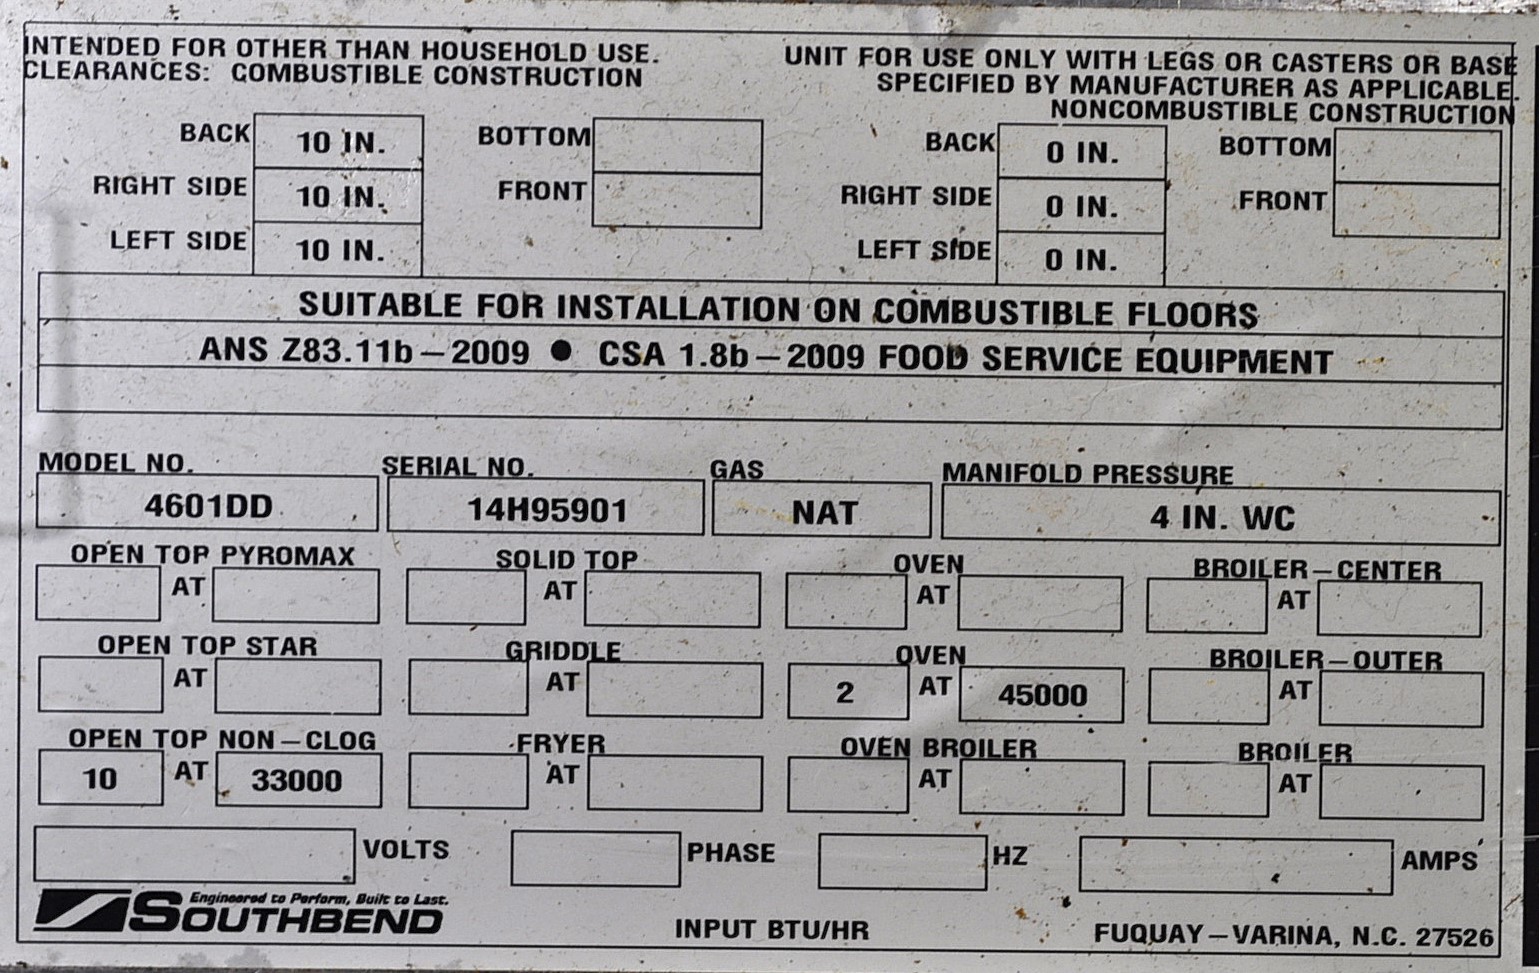 INTENDED FOR OTHER THAN HOUSEHOLD USE.
CLEARANCES: COMBUSTIBLE CONSTRUCTION
UNIT FOR USE ONLY WITH LEGS OR CASTERS OR BASE
SPECIFIED BY MANUFACTURER AS APPLICABLE.
NONCOMBUSTIBLE CONSTRUCTION
BACK 10 IN. BOTTOM BACK 0 IN. BOTTOM
RIGHT SIDE 10 IN. FRONT RIGHT SIDE 0 IN. FRONT
LEFT SIDE 10 IN. LEFT SIDE 0 IN.
SUITABLE FOR INSTALLATION ON COMBUSTIBLE FLOORS
ANS Z83.11b – 2009 ● CSA 1.8b – 2009 FOOD SERVICE EQUIPMENT
MODEL NO. SERIAL NO. GAS MANIFOLD PRESSURE
4601DD 14H95901 NAT 4 IN. WC
OPEN TOP PYROMAX SOLID TOP OVEN BROILER – CENTER
AT AT AT AT
OPEN TOP STAR GRIDDLE OVEN BROILER – OUTER
AT AT 2 AT 45000 AT
OPEN TOP NON – CLOG FRYER OVEN BROILER BROILER
10 AT 33000 AT AT AT
VOLTS PHASE HZ AMPS
Engineered to Perform, Built to Last.
SOUTHBEND INPUT BTU/HR FUQUAY – VARINA, N.C. 27526